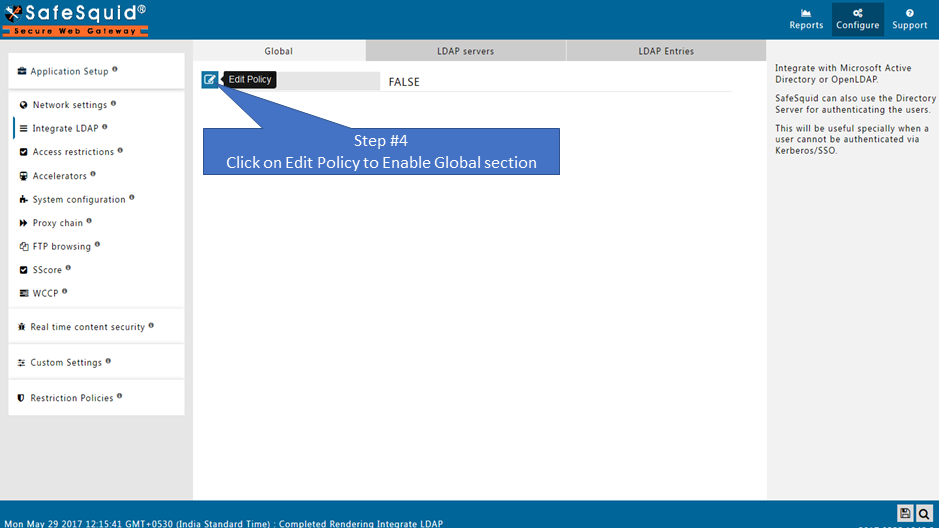 SafeSquid®
Secure Web Gateway
Reports
Configure
Support
Application Setup
Network settings
Integrate LDAP
Access restrictions
Accelerators
System configuration
Proxy chain
FTP browsing
SScore
WCCP
Real time content security
Custom Settings
Restriction Policies
Global
LDAP servers
LDAP Entries
Edit Policy
FALSE
Step #4
Click on Edit Policy to Enable Global section
Integrate with Microsoft Active
Directory or OpenLDAP.
SafeSquid can also use the Directory
Server for authenticating the users.
This will be useful specially when a
user cannot be authenticated via
Kerberos/SSO.
Mon May 29 2017 12:15:41 GMT+0530 (India Standard Time) : Completed Rendering Integrate LDAP